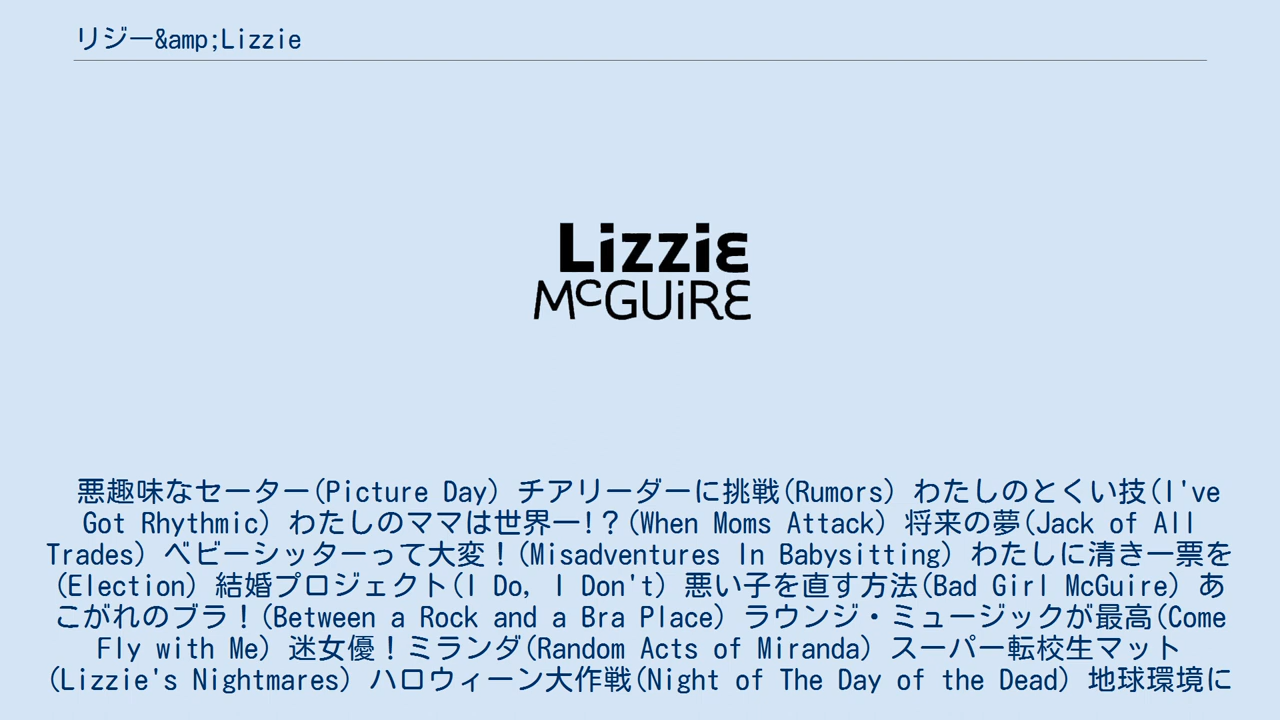 リジー&amp;Lizzie
Lizzie
McGUiRE
悪趣味なセーター(Picture Day) チアリーダーに挑戦(Rumors) わたしのとくい技(I've
Got Rhythmic) わたしのママは世界一!？(When Moms Attack) 将来の夢(Jack of All
Trades) ベビーシッターって大変！(Misadventures In Babysitting) わたしに清き一票を
(Election) 結婚プロジェクト(I Do, I Don't) 悪い子を直す方法(Bad Girl McGuire) あ
こがれのブラ！(Between a Rock and a Bra Place) ラウンジ・ミュージックが最高(Come
Fly with Me) 迷女優！ミランダ(Random Acts of Miranda) スーパー転校生マット
(Lizzie's Nightmares) ハロウィーン大作戦(Night of The Day of the Dead) 地球環境に